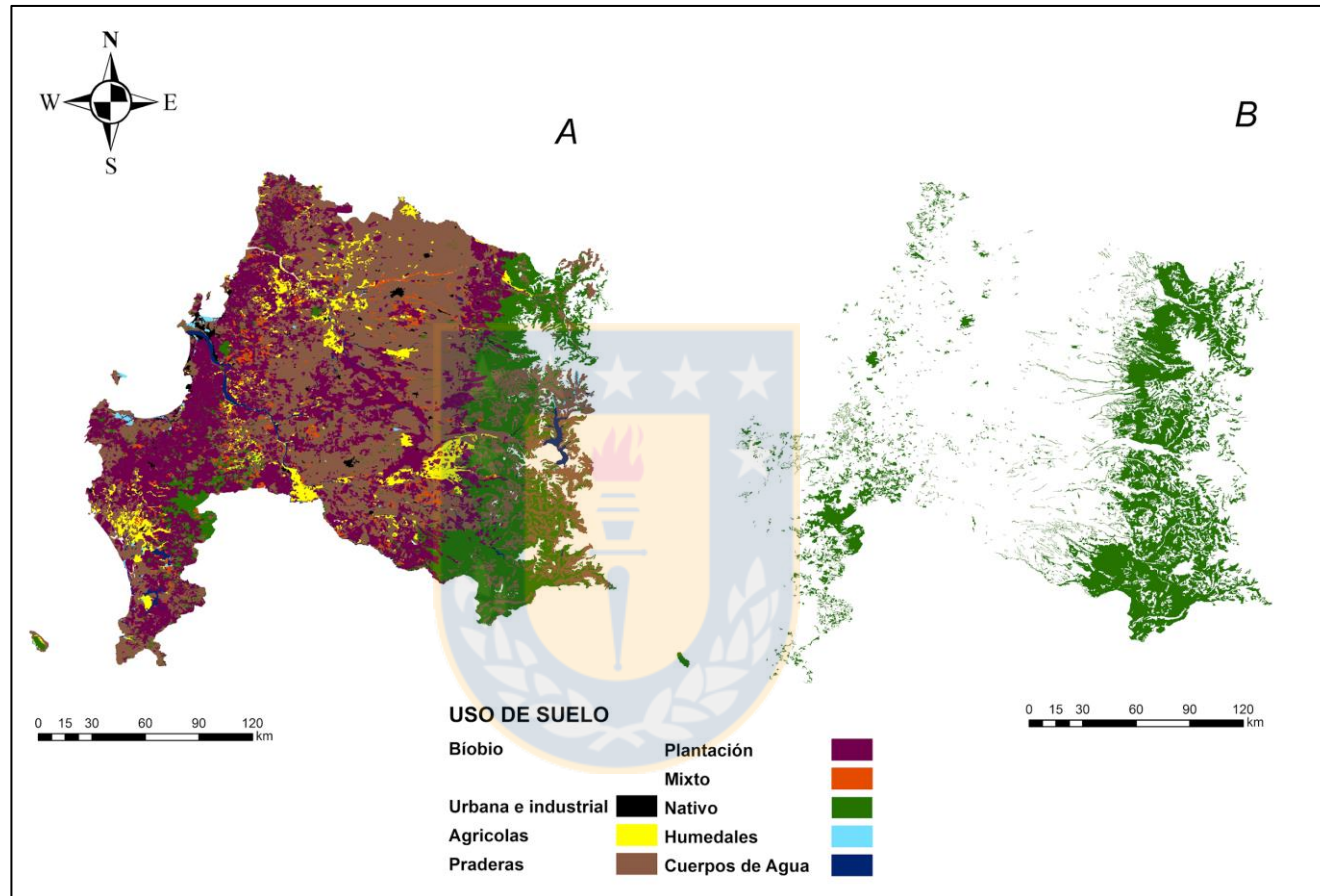 N
W E
S
A
B
0 15 30 60 90 120
km
0 15 30 60 90 120
km
USO DE SUELO
Bíobio
Plantación
Mixto
Urbana e industrial
Nativo
Agricolas
Humedales
Praderas
Cuerpos de Agua